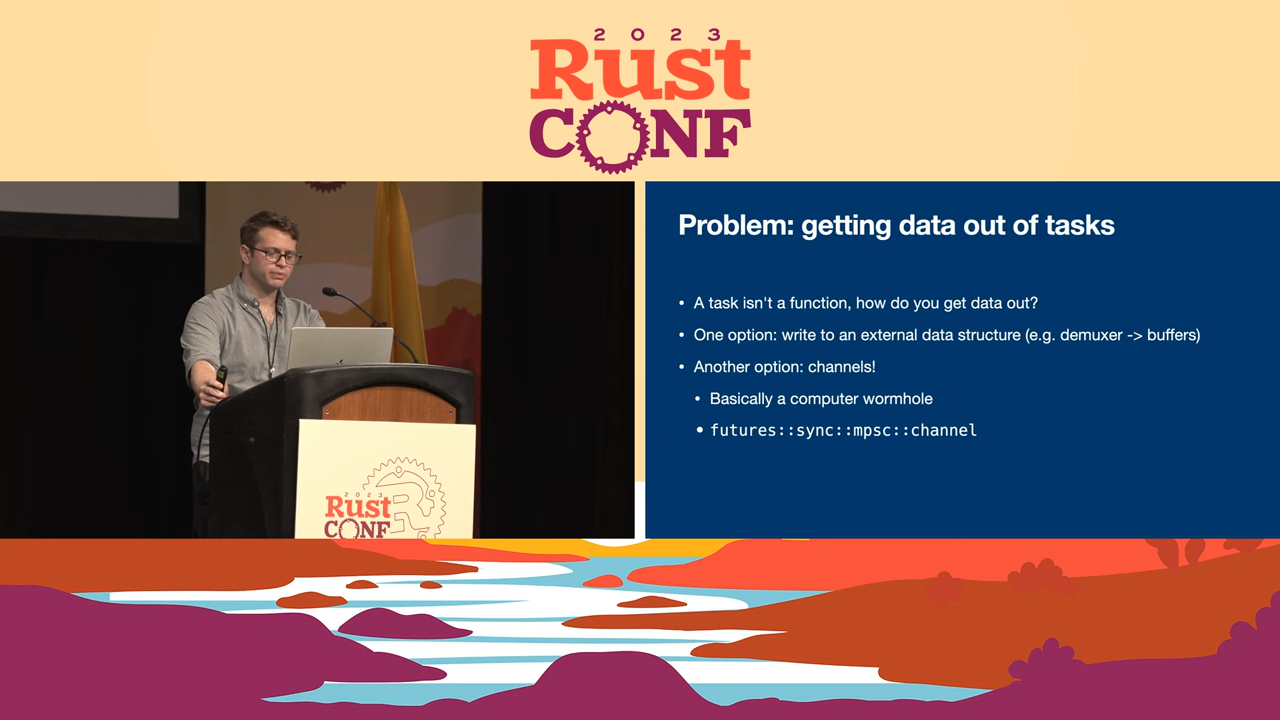 2023
Rust
CONF
Problem: getting data out of tasks
• A task isn't a function, how do you get data out?
• One option: write to an external data structure (e.g. demuxer -> buffers)
• Another option: channels!
• Basically a computer wormhole
• futures::sync::mpsc::channel
2023
Rust
CONF
R